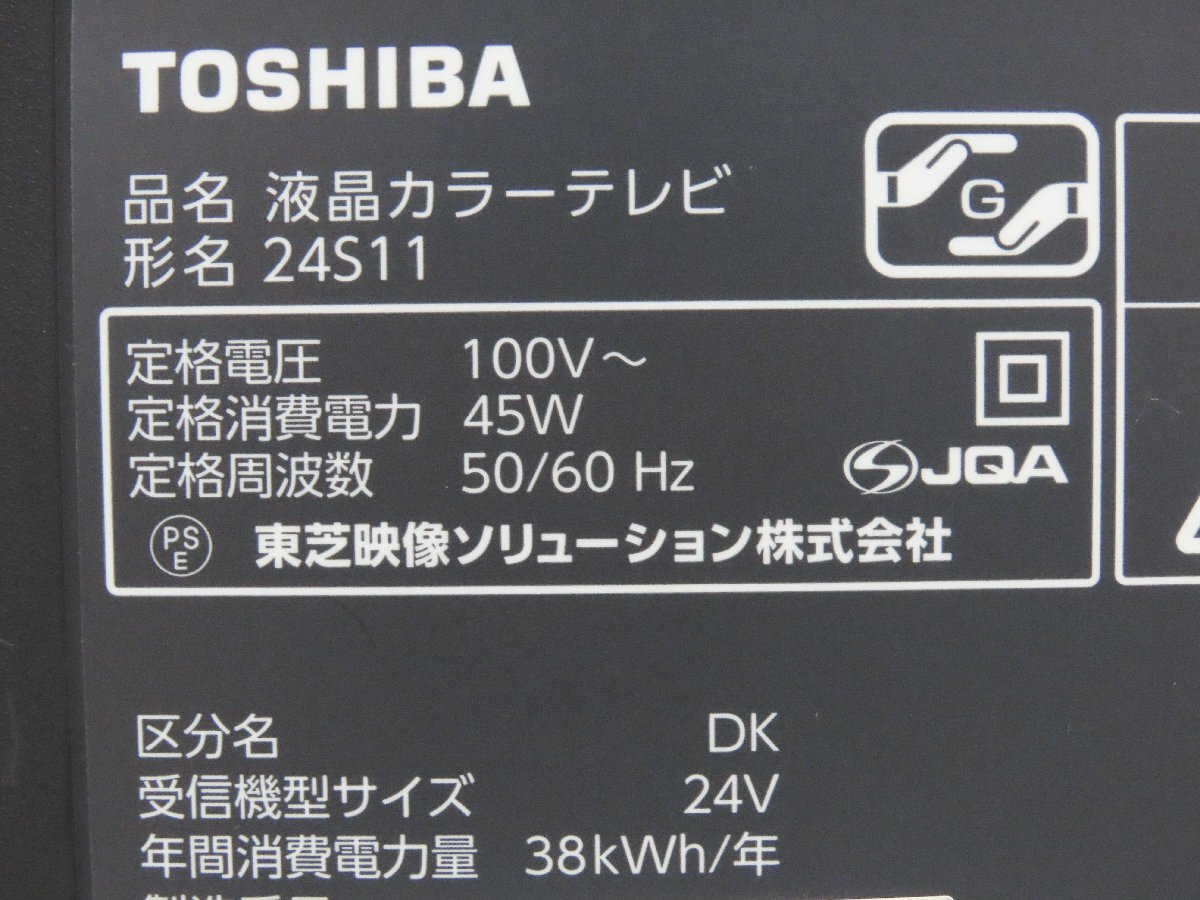 TOSHIBA
品名 液晶カラーテレビ
形名 24S11
G
定格電圧 100V～
定格消費電力 45W
定格周波数 50/60 Hz
JQA
PS
E
東芝映像ソリューション株式会社
区分名 DK
受信機型サイズ 24V
年間消費電力量 38kWh/年